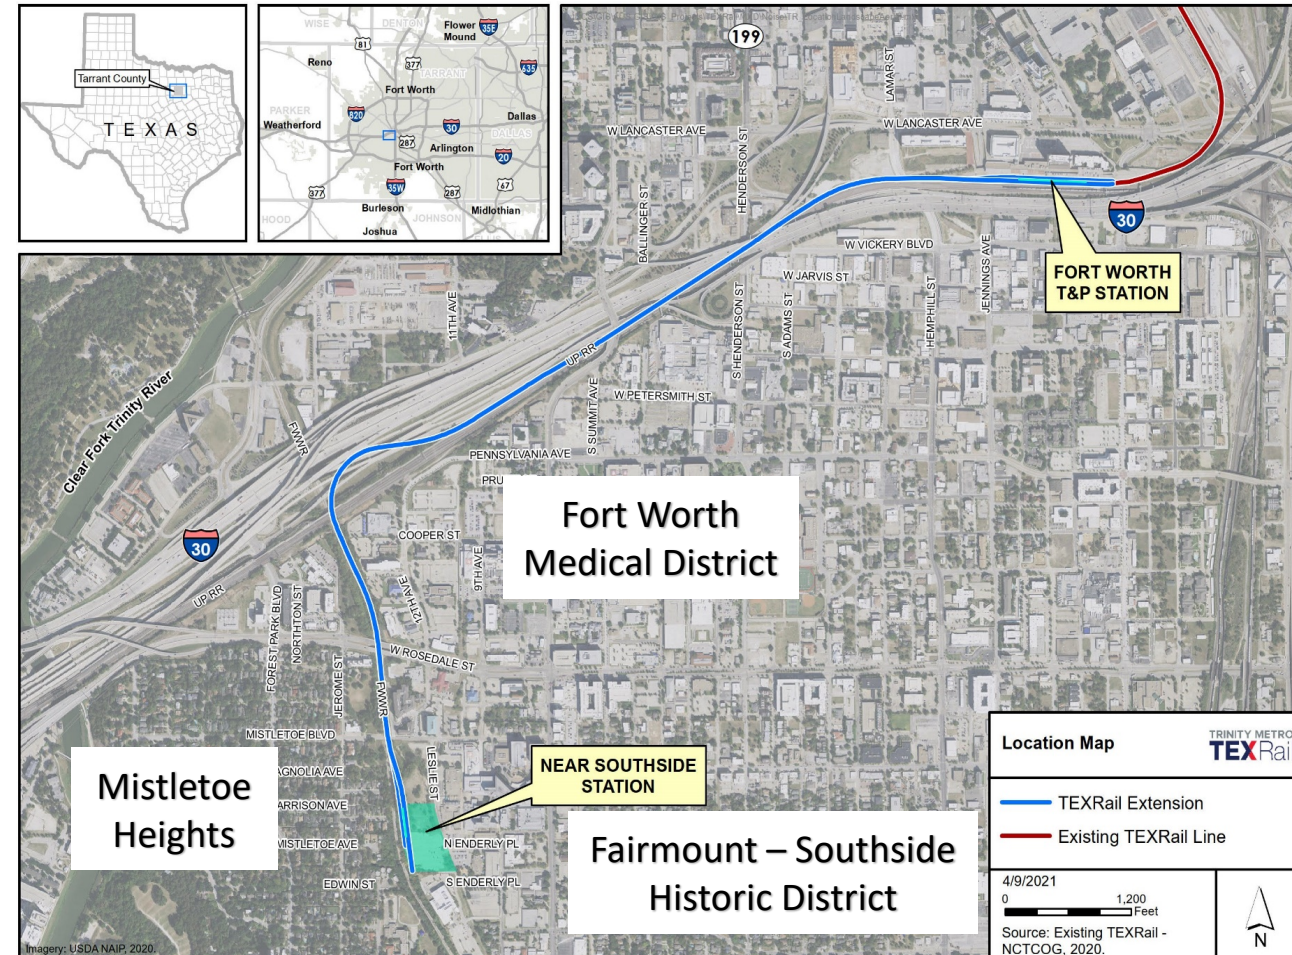 Tarrant County
TEXAS
WISE
DENTON
Flower
Mound
35E
81
377
635
Reno
TARRANT
Fort Worth
PARKER
820
Weatherford
30
Dallas
DALLAS
287
Arlington
20
Fort Worth
377
35W
287
67
Burleson
HOOD
JOHNSON
Midlothian
Joshua
ELLIS
199
LAMAR ST
W LANCASTER AVE
W LANCASTER AVE
HENDERSON ST
BALLINGER ST
30
W VICKERY BLVD
JENNINGS AVE
FORT WORTH
T&P STATION
W JARVIS ST
S HENDERSON ST
S ADAMS ST
HEMPHILL ST
11TH AVE
UP RR
Clear Fork Trinity River
S SUMMIT AVE
W PETERSMITH ST
FWWR
PENNSYLVANIA AVE
PRU
Fort Worth
Medical District
COOPER ST
30
9TH AVE
12TH AVE
UP RR
FOREST PARK BLVD
NORTHTON ST
W ROSEDALE ST
JEROME ST
FWWR
MISTLETOE BLVD
LESLIE ST
NEAR SOUTHSIDE
STATION
Mistletoe
Heights
AGNOLIA AVE
ARRISON AVE
MISTLETOE AVE
N ENDERLY PL
EDWIN ST
S ENDERLY PL
Fairmount – Southside
Historic District
Location Map
TRINITY METRO
TEXRail
TEXRail Extension
Existing TEXRail Line
4/9/2021
0 1,200
Feet
Source: Existing TEXRail -
NCTCOG, 2020.
N
Imagery: USDA NAIP, 2020.